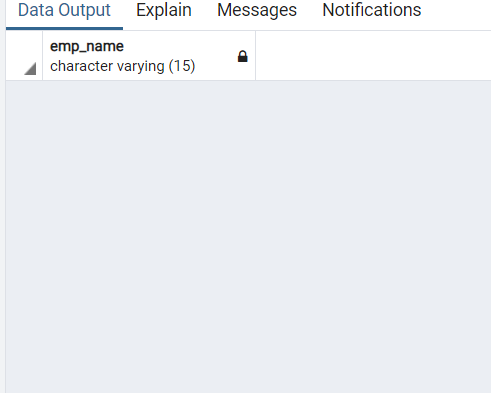 Data Output Explain Messages Notifications
emp_name
character varying (15)